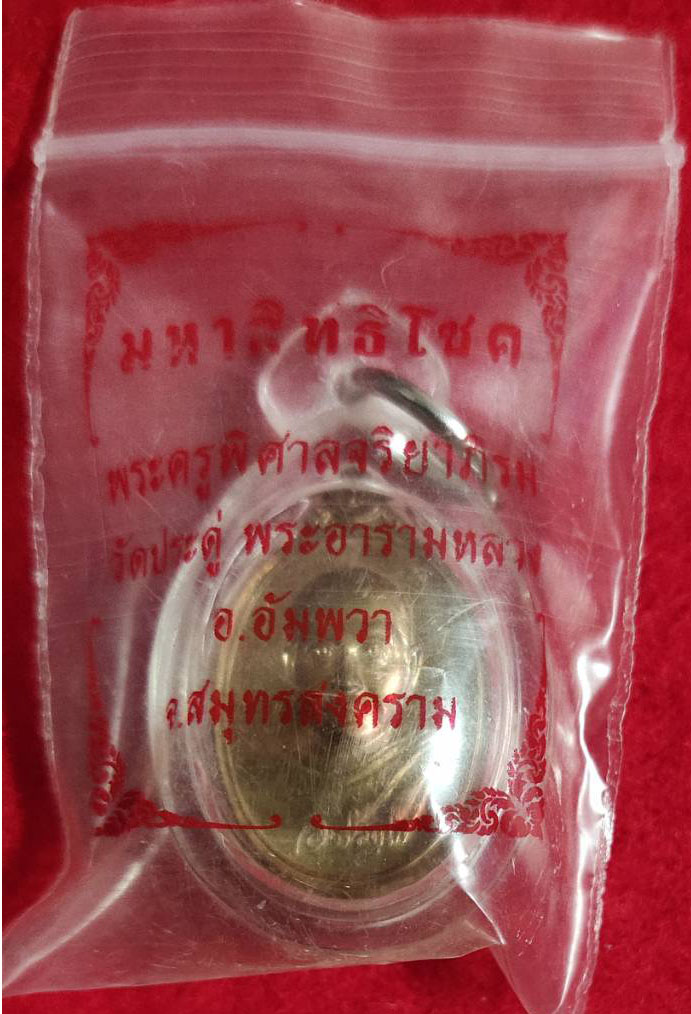 มหาสิทธิโชค
พระครูพิศาลจริยาภิรม
วัดประดู่ พระอารามหลวง
อ.อัมพวา
จ.สมุทรสงคราม